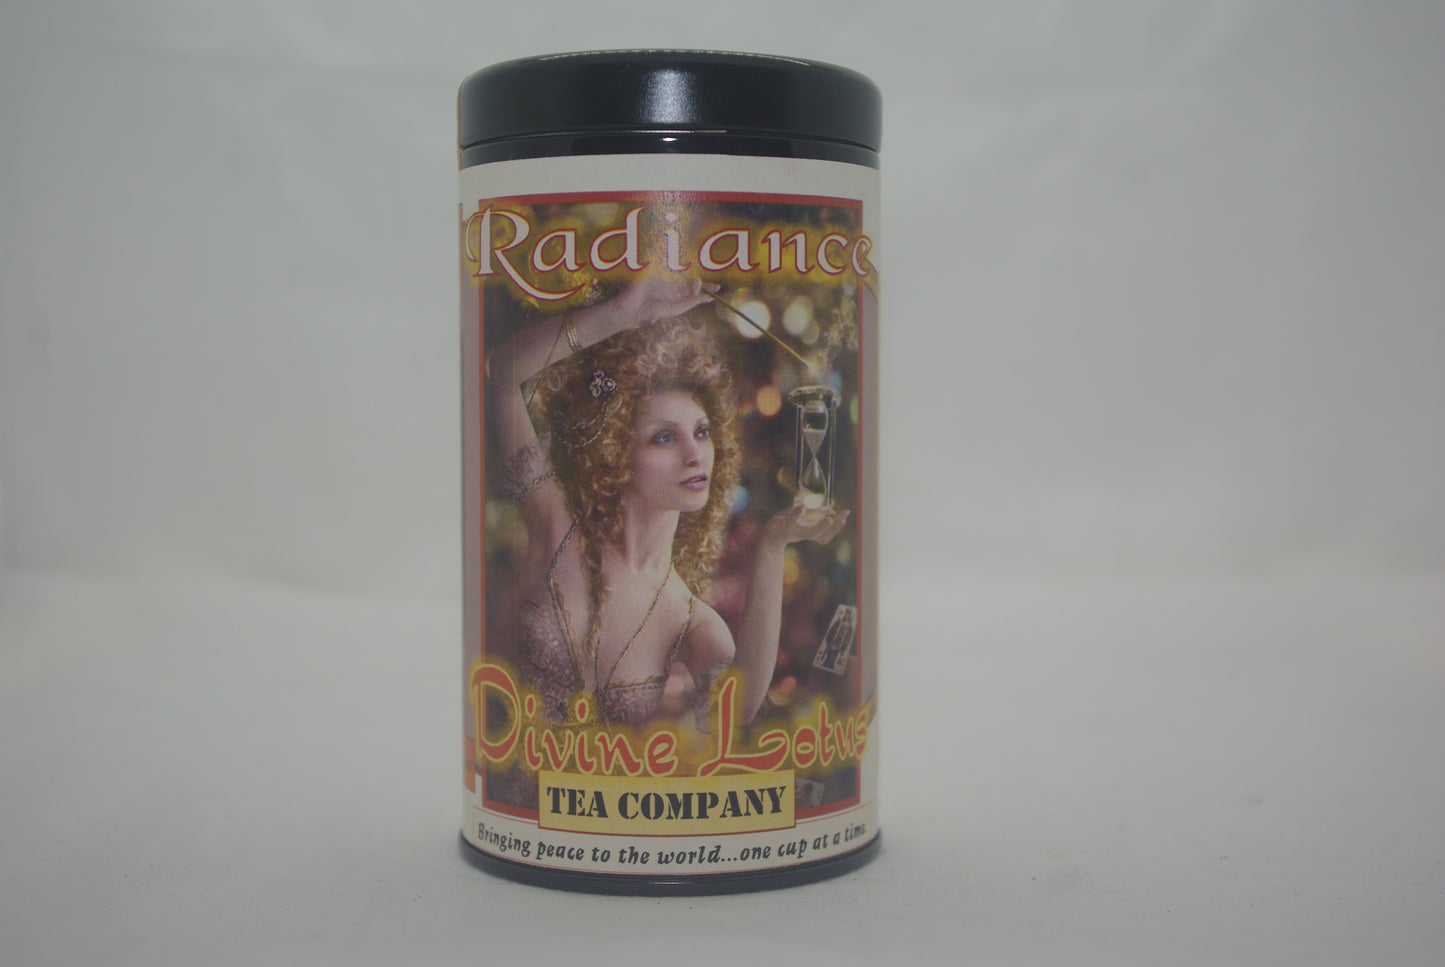 Radiance
Divine Lotus
TEA COMPANY
Bringing peace to the world...one cup at a time.